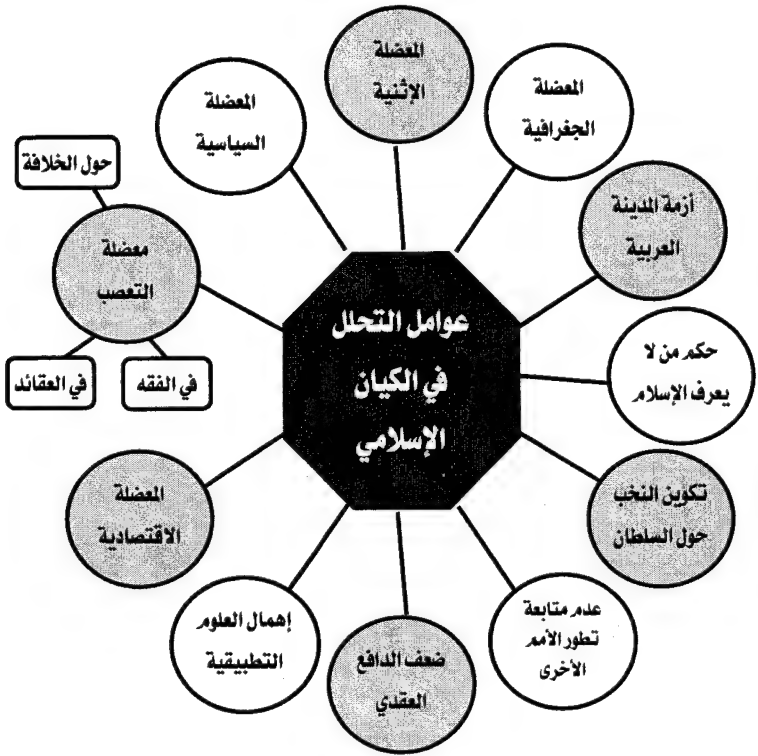 عوامل التحلل
في الكيان
الإسلامي
المعضلة
الإثنية
المعضلة
الجغرافية
أزمة المدينة
العربية
حكم من لا
يعرف الإسلام
تكوين النخب
حول السلطان
عدم متابعة
تطور الأمم
الأخرى
ضعف الدافع
العقدي
إهمال العلوم
التطبيقية
المعضلة
الاقتصادية
معضلة
التعصب
حول الخلافة
في الفقه
في العقائد
المعضلة
السياسية